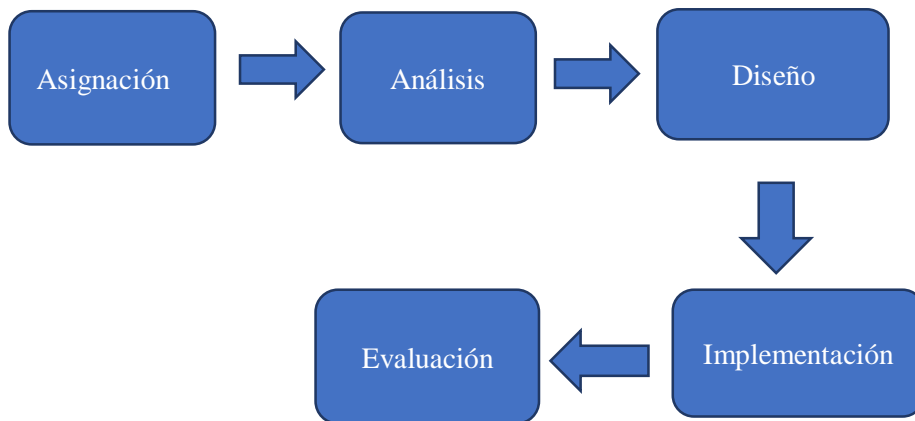 Asignación
Análisis
Diseño
Implementación
Evaluación